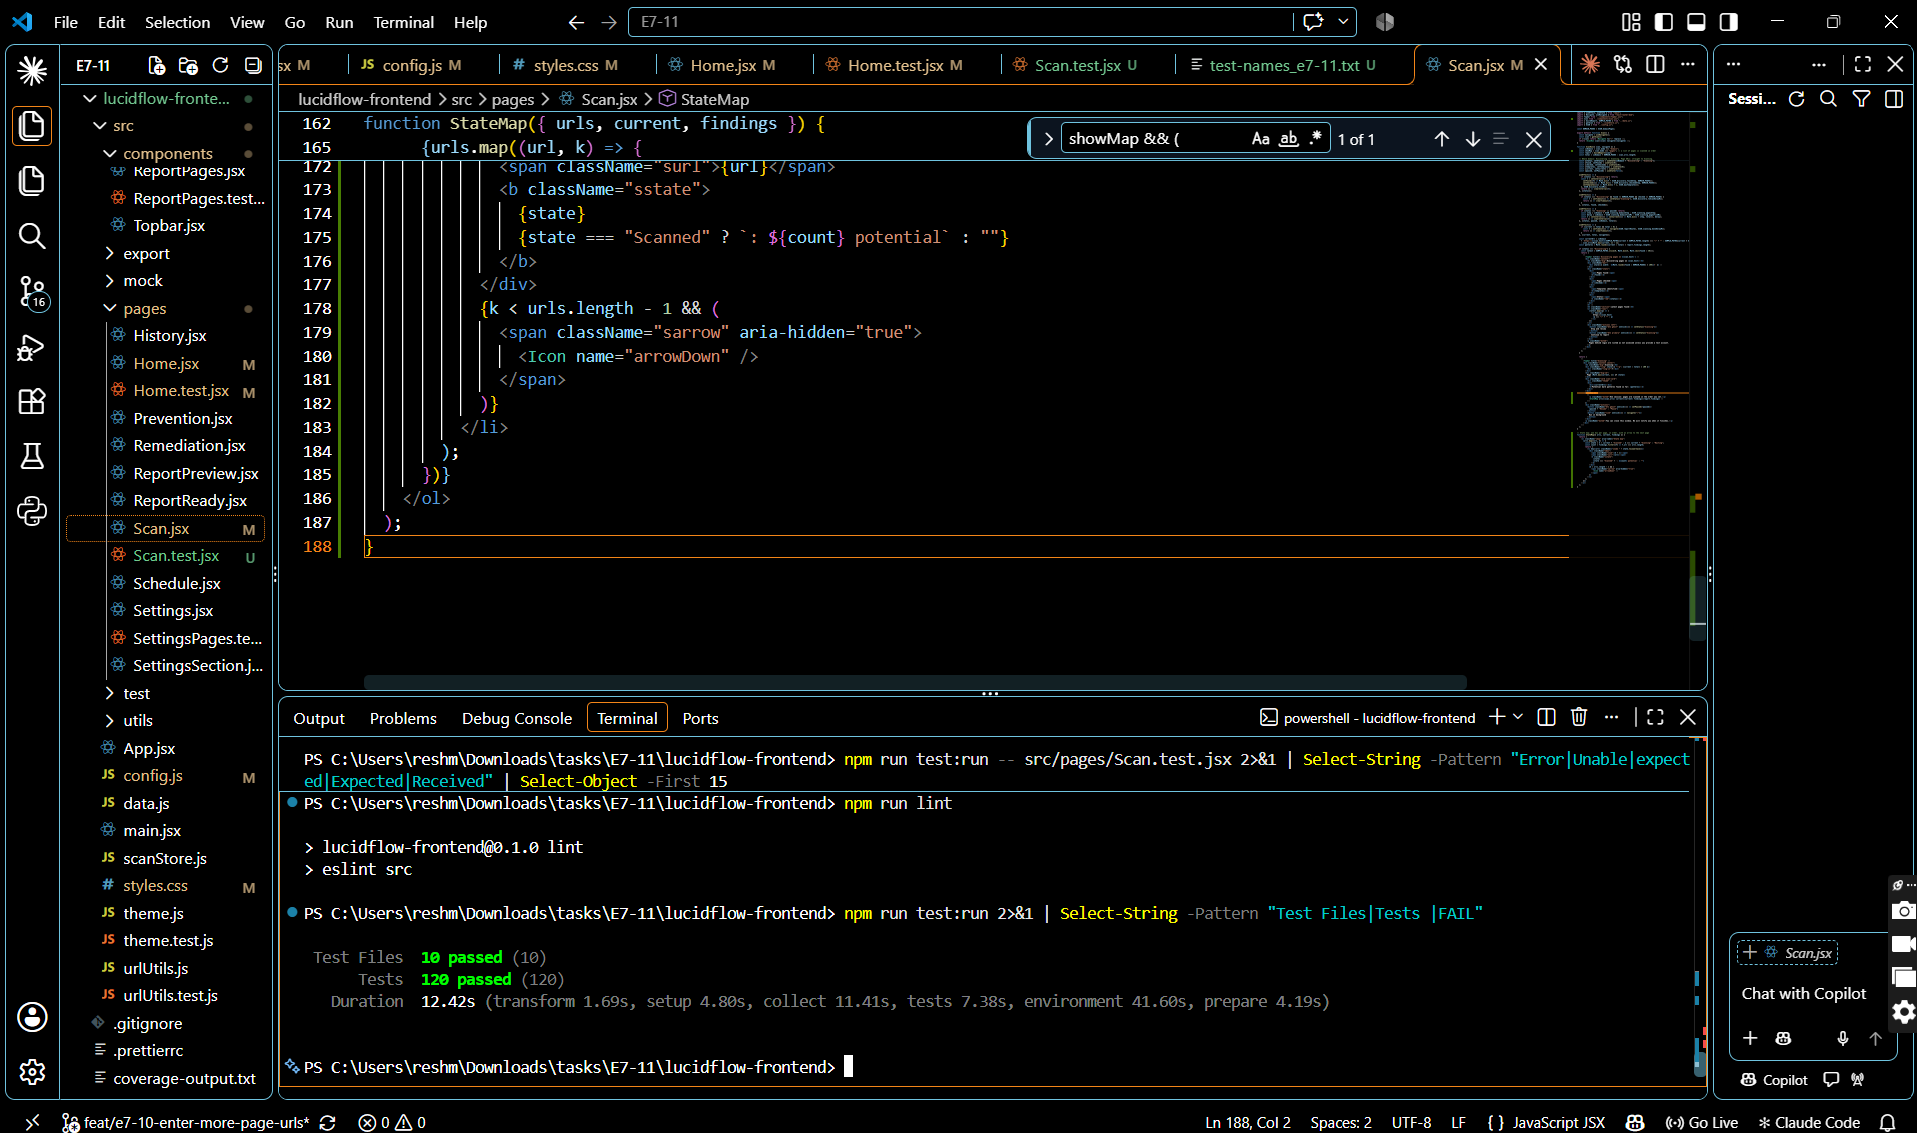 File Edit Selection View Go Run Terminal Help
E7-11
E7-11
lucidflow-fronte...
src
components
ReportPages.jsx
ReportPages.test...
Topbar.jsx
export
mock
pages
History.jsx
Home.jsx M
Home.test.jsx M
Prevention.jsx
Remediation.jsx
ReportPreview.jsx
ReportReady.jsx
Scan.jsx M
Scan.test.jsx U
Schedule.jsx
Settings.jsx
SettingsPages.te...
SettingsSection.j...
test
utils
App.jsx
JS config.js M
JS data.js
main.jsx
JS scanStore.js
# styles.css M
JS theme.js
JS theme.test.js
JS urlUtils.js
JS urlUtils.test.js
.gitignore
.prettierrc
coverage-output.txt
16
sx M JS config.js M # styles.css M Home.jsx M Home.test.jsx M Scan.test.jsx U test-names_e7-11.txt U Scan.jsx M
lucidflow-frontend > src > pages > Scan.jsx > StateMap
showMap && ( Aa ab .* 1 of 1
162 function StateMap({ urls, current, findings }) {
165 {urls.map((url, k) => {
172 <span className="surl">{url}</span>
173 <b className="sstate">
174 {state}
175 {state === "Scanned" ? `: ${count} potential` : ""}
176 </b>
177 </div>
178 {k < urls.length - 1 && (
179 <span className="sarrow" aria-hidden="true">
180 <Icon name="arrowDown" />
181 </span>
182 )}
183 </li>
184 );
185 })}
186 </ol>
187 );
188 }
Output Problems Debug Console Terminal Ports
powershell - lucidflow-frontend
PS C:\Users\reshm\Downloads\tasks\E7-11\lucidflow-frontend> npm run test:run -- src/pages/Scan.test.jsx 2>&1 | Select-String -Pattern "Error|Unable|expect
ed|Expected|Received" | Select-Object -First 15
PS C:\Users\reshm\Downloads\tasks\E7-11\lucidflow-frontend> npm run lint
> lucidflow-frontend@0.1.0 lint
> eslint src
PS C:\Users\reshm\Downloads\tasks\E7-11\lucidflow-frontend> npm run test:run 2>&1 | Select-String -Pattern "Test Files|Tests |FAIL"
Test Files 10 passed (10)
Tests 120 passed (120)
Duration 12.42s (transform 1.69s, setup 4.80s, collect 11.41s, tests 7.38s, environment 41.60s, prepare 4.19s)
PS C:\Users\reshm\Downloads\tasks\E7-11\lucidflow-frontend>
Sessi...
Scan.jsx
Chat with Copilot
Copilot
feat/e7-10-enter-more-page-urls* 0 0
Ln 188, Col 2 Spaces: 2 UTF-8 LF { } JavaScript JSX Go Live Claude Code